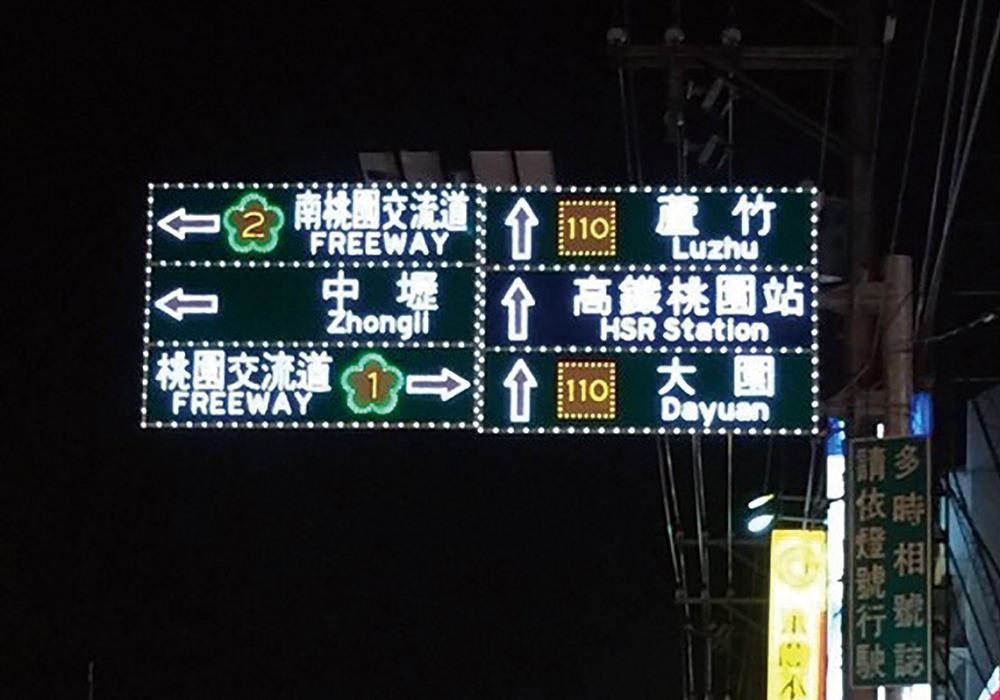 2 南桃園交流道
FREEWAY
中 壢
Zhongli
桃園交流道 1
FREEWAY
110 蘆 竹
Luzhu
高鐵桃園站
HSR Station
110 大 園
Dayuan
多時相號誌
請依燈號行駛